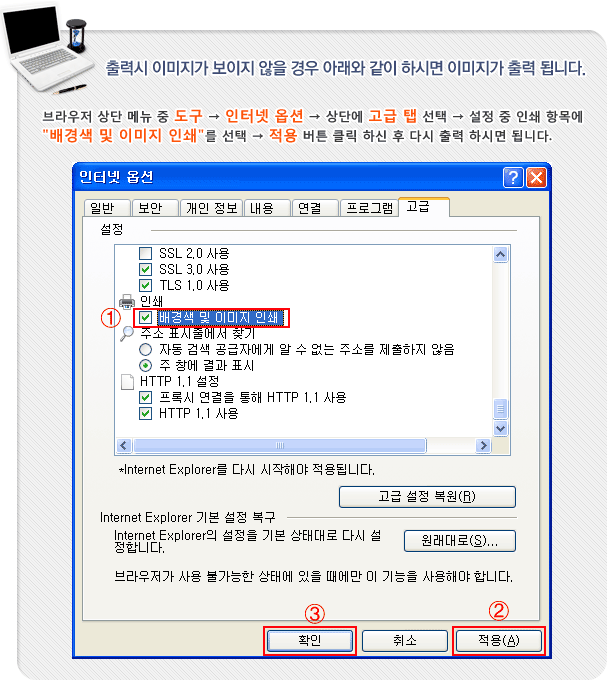 출력시 이미지가 보이지 않을 경우 아래와 같이 하시면 이미지가 출력 됩니다.
브라우저 상단 메뉴 중 도구 → 인터넷 옵션 → 상단에 고급 탭 선택 → 설정 중 인쇄 항목에
"배경색 및 이미지 인쇄"를 선택 → 적용 버튼 클릭 하신 후 다시 출력 하시면 됩니다.
인터넷 옵션
일반 보안 개인 정보 내용 연결 프로그램 고급
설정
SSL 2.0 사용
SSL 3.0 사용
TLS 1.0 사용
인쇄
① 배경색 및 이미지 인쇄
주소 표시줄에서 찾기
자동 검색 공급자에게 알 수 없는 주소를 제출하지 않음
주 창에 결과 표시
HTTP 1.1 설정
프록시 연결을 통해 HTTP 1.1 사용
HTTP 1.1 사용
*Internet Explorer를 다시 시작해야 적용됩니다.
고급 설정 복원(R)
Internet Explorer 기본 설정 복구
Internet Explorer의 설정을 기본 상태대로 다시 설
정합니다.
원래대로(S)...
브라우저가 사용 불가능한 상태에 있을 때에만 이 기능을 사용해야 합니다.
③ ②
확인 취소 적용(A)